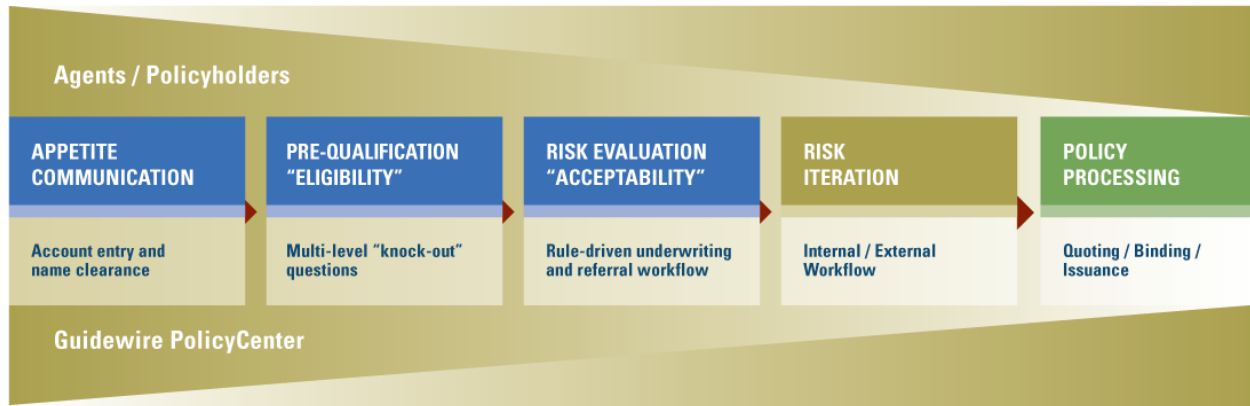 Agents / Policyholders
APPETITE
COMMUNICATION
Account entry and
name clearance
PRE-QUALIFICATION
“ELIGIBILITY”
Multi-level “knock-out”
questions
RISK EVALUATION
“ACCEPTABILITY”
Rule-driven underwriting
and referral workflow
RISK
ITERATION
Internal / External
Workflow
POLICY
PROCESSING
Quoting / Binding /
Issuance
Guidewire PolicyCenter